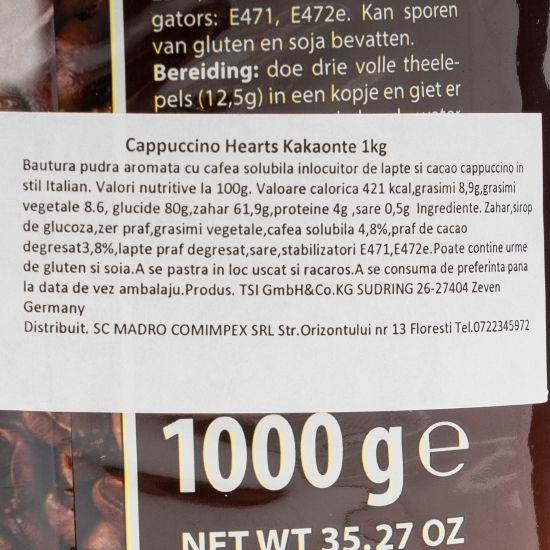 gators: E471, E472e. Kan sporen
van gluten en soja bevatten.
Bereiding: doe drie volle theele-
pels (12,5g) in een kopje en giet er
Cappuccino Hearts Kakaonte 1kg
Bautura pudra aromata cu cafea solubila inlocuitor de lapte si cacao cappuccino in
stil Italian. Valori nutritive la 100g. Valoare calorica 421 kcal,grasimi 8,9g,grasimi
vegetale 8.6, glucide 80g,zahar 61,9g,proteine 4g ,sare 0,5g Ingrediente. Zahar,sirop
de glucoza,zer praf,grasimi vegetale,cafea solubila 4,8%,praf de cacao
degresat3,8%,lapte praf degresat,sare,stabilizatori E471,E472e.Poate contine urme
de gluten si soia.A se pastra in loc uscat si racaros.A se consuma de preferinta pana
la data de vez ambalaju.Produs. TSI GmbH&Co.KG SUDRING 26-27404 Zeven
Germany
Distribuit. SC MADRO COMIMPEX SRL Str.Orizontului nr 13 Floresti Tel.0722345972
1000 g e
NET WT 35,27 OZ